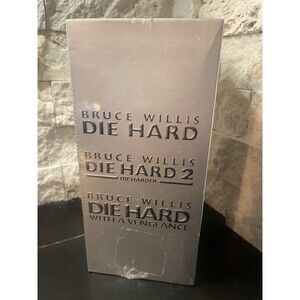 BRUCE WILLIS
DIE HARD
BRUCE WILLIS
DIE HARD 2
DIE HARDER
BRUCE WILLIS
DIE HARD
WITH A VENGEANCE